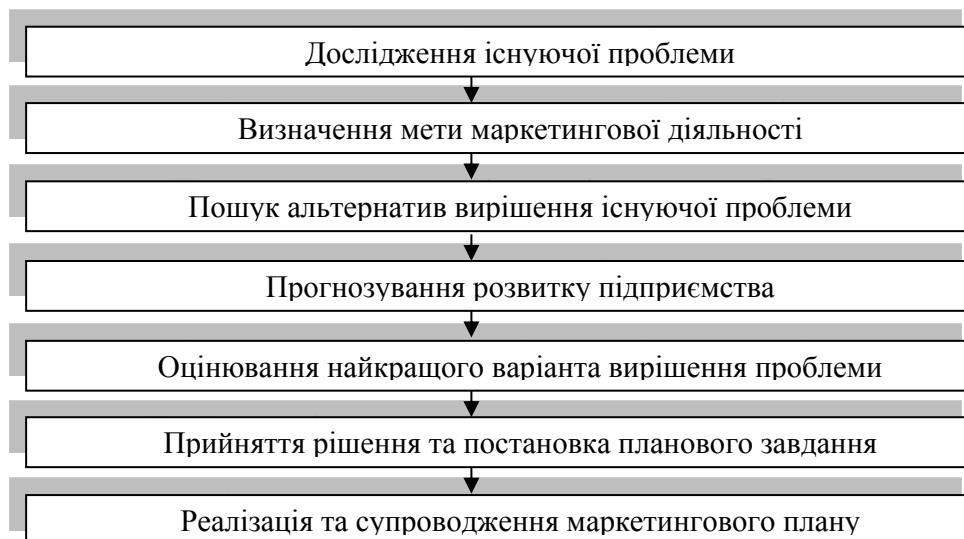 Дослідження існуючої проблеми
Визначення мети маркетингової діяльності
Пошук альтернатив вирішення існуючої проблеми
Прогнозування розвитку підприємства
Оцінювання найкращого варіанта вирішення проблеми
Прийняття рішення та постановка планового завдання
Реалізація та супроводження маркетингового плану